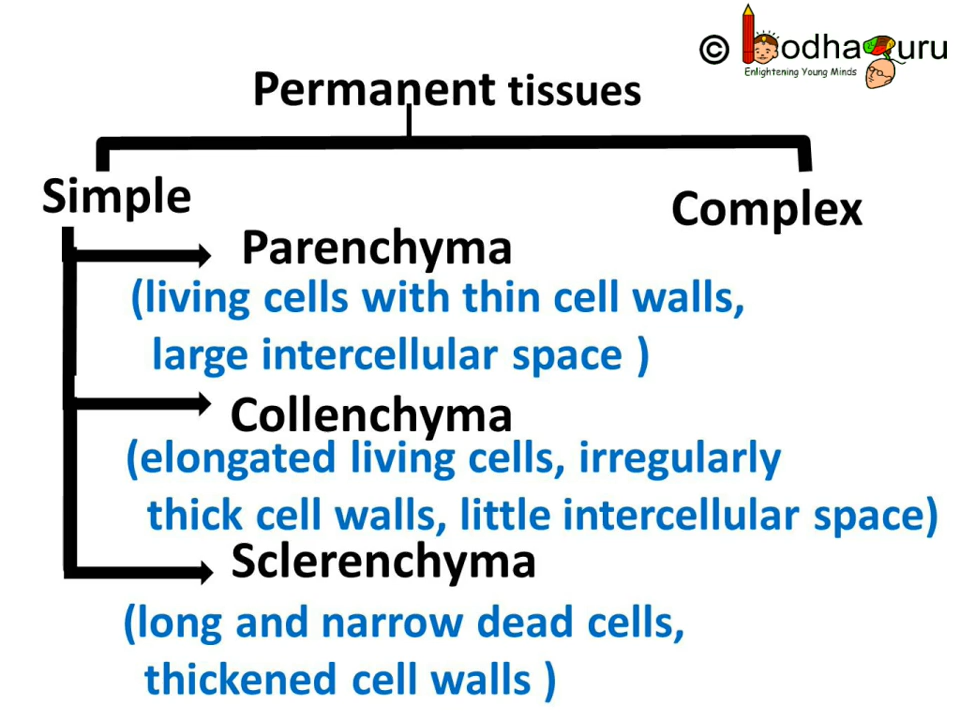 © bodhaguru
Enlightening Young Minds
Permanent tissues
Simple
Complex
Parenchyma
(living cells with thin cell walls,
large intercellular space )
Collenchyma
(elongated living cells, irregularly
thick cell walls, little intercellular space)
Sclerenchyma
(long and narrow dead cells,
thickened cell walls )